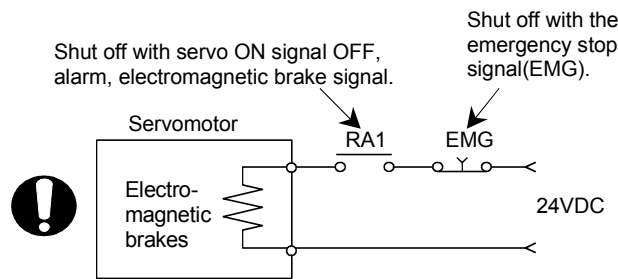 Shut off with the
emergency stop
signal(EMG).
Shut off with servo ON signal OFF,
alarm, electromagnetic brake signal.
Servomotor
RA1
EMG
Electro-
magnetic
brakes
24VDC